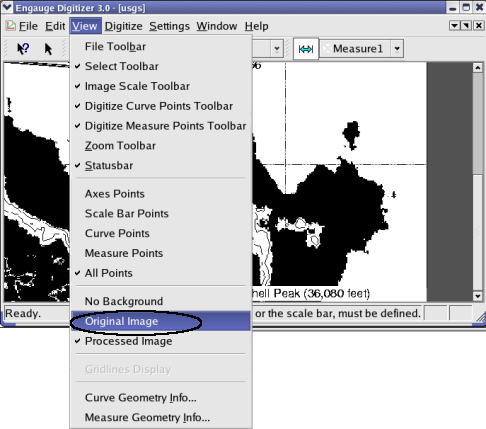 Engauge Digitizer 3.0 - [usgs]
File Edit View Digitize Settings Window Help
Measure1
File Toolbar
Select Toolbar
Image Scale Toolbar
Digitize Curve Points Toolbar
Digitize Measure Points Toolbar
Zoom Toolbar
Statusbar
Axes Points
Scale Bar Points
Curve Points
Measure Points
All Points
No Background
Original Image
Processed Image
Gridlines Display
Curve Geometry Info...
Measure Geometry Info...
hell Peak (36,080 feet)
Ready. or the scale bar, must be defined.